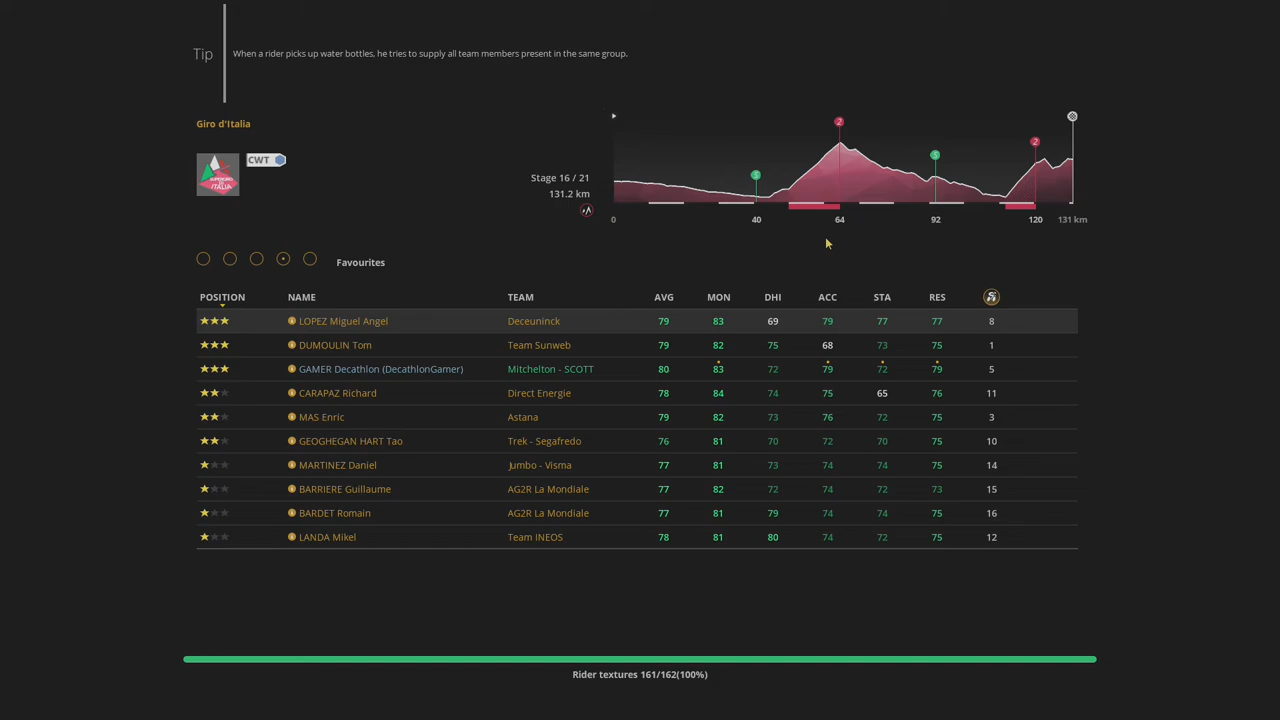 Tip
When a rider picks up water bottles, he tries to supply all team members present in the same group.
Giro d'Italia
CWT
Stage 16 / 21
131.2 km
2
2
S
S
0 40 64 92 120 131 km
Favourites
POSITION NAME TEAM AVG MON DHI ACC STA RES
LOPEZ Miguel Angel Deceuninck 79 83 69 79 77 77 8
DUMOULIN Tom Team Sunweb 79 82 75 68 73 75 1
GAMER Decathlon (DecathlonGamer) Mitchelton - SCOTT 80 83 72 79 72 79 5
CARAPAZ Richard Direct Energie 78 84 74 75 65 76 11
MAS Enric Astana 79 82 73 76 72 75 3
GEOGHEGAN HART Tao Trek - Segafredo 76 81 70 72 70 75 10
MARTINEZ Daniel Jumbo - Visma 77 81 73 74 74 75 14
BARRIERE Guillaume AG2R La Mondiale 77 82 72 74 72 73 15
BARDET Romain AG2R La Mondiale 77 81 79 74 74 75 16
LANDA Mikel Team INEOS 78 81 80 74 72 75 12
Rider textures 161/162(100%)